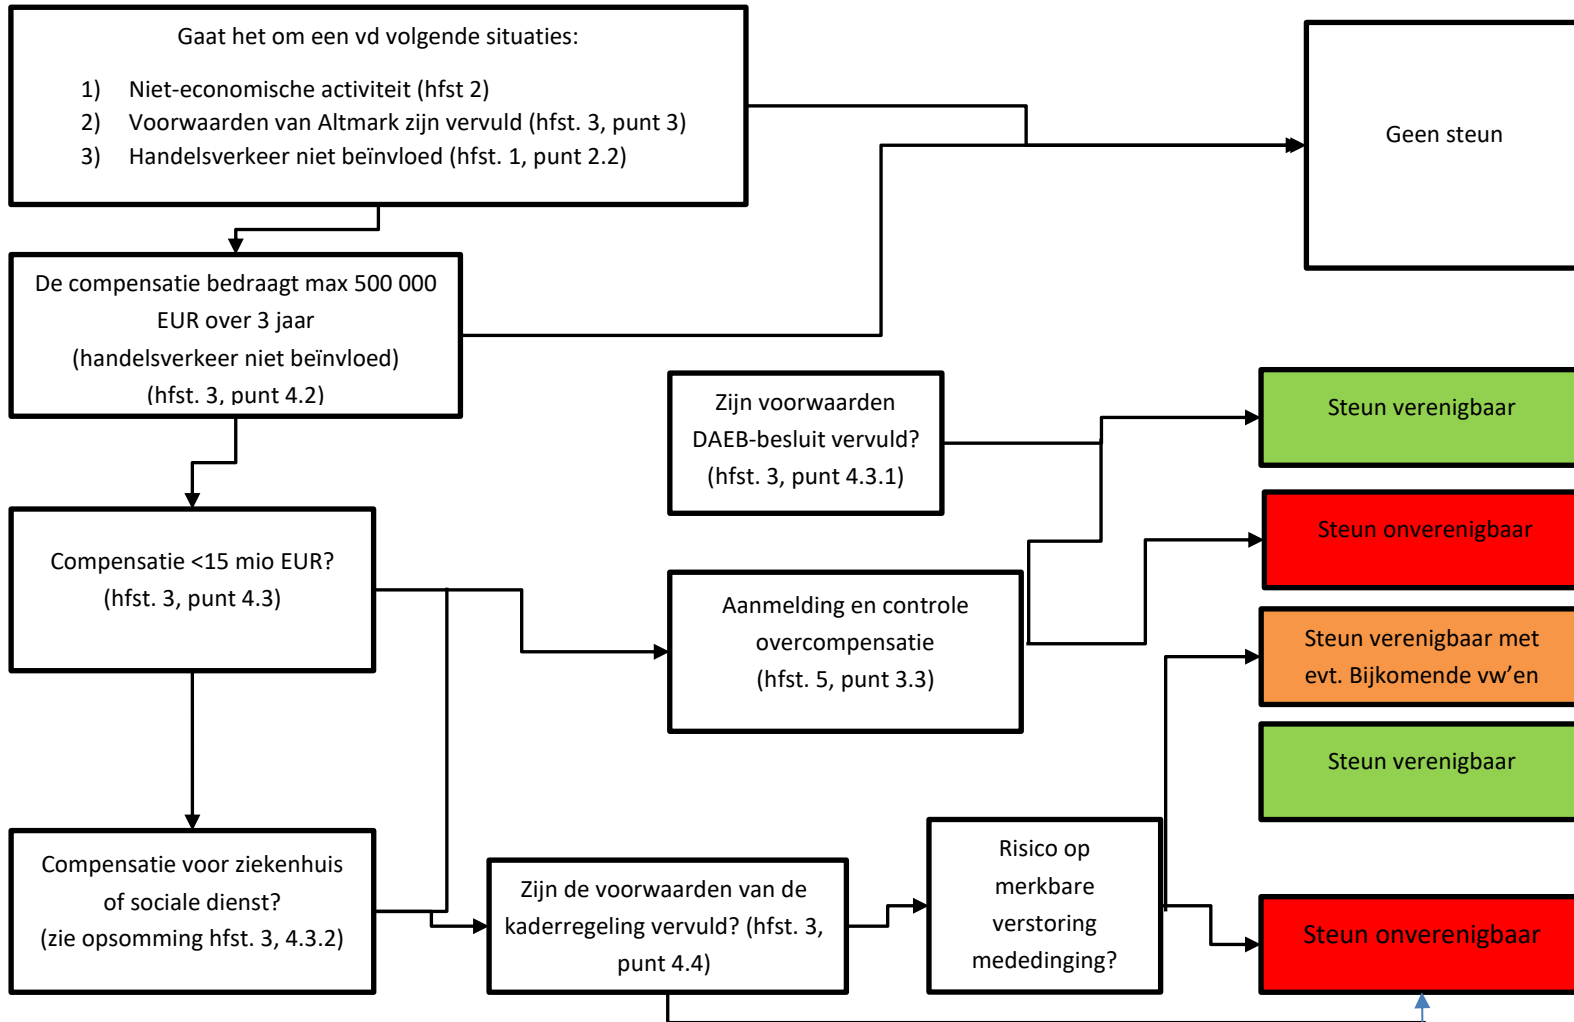 Gaat het om een vd volgende situaties:
1) Niet-economische activiteit (hfst 2)
2) Voorwaarden van Altmark zijn vervuld (hfst. 3, punt 3)
3) Handelsverkeer niet beïnvloed (hfst. 1, punt 2.2)
Geen steun
De compensatie bedraagt max 500 000
EUR over 3 jaar
(handelsverkeer niet beïnvloed)
(hfst. 3, punt 4.2)
Zijn voorwaarden
DAEB-besluit vervuld?
(hfst. 3, punt 4.3.1)
Steun verenigbaar
Steun onverenigbaar
Compensatie <15 mio EUR?
(hfst. 3, punt 4.3)
Aanmelding en controle
overcompensatie
(hfst. 5, punt 3.3)
Steun verenigbaar met
evt. Bijkomende vw’en
Steun verenigbaar
Compensatie voor ziekenhuis
of sociale dienst?
(zie opsomming hfst. 3, 4.3.2)
Zijn de voorwaarden van de
kaderregeling vervuld? (hfst. 3,
punt 4.4)
Risico op
merkbare
verstoring
mededinging?
Steun onverenigbaar